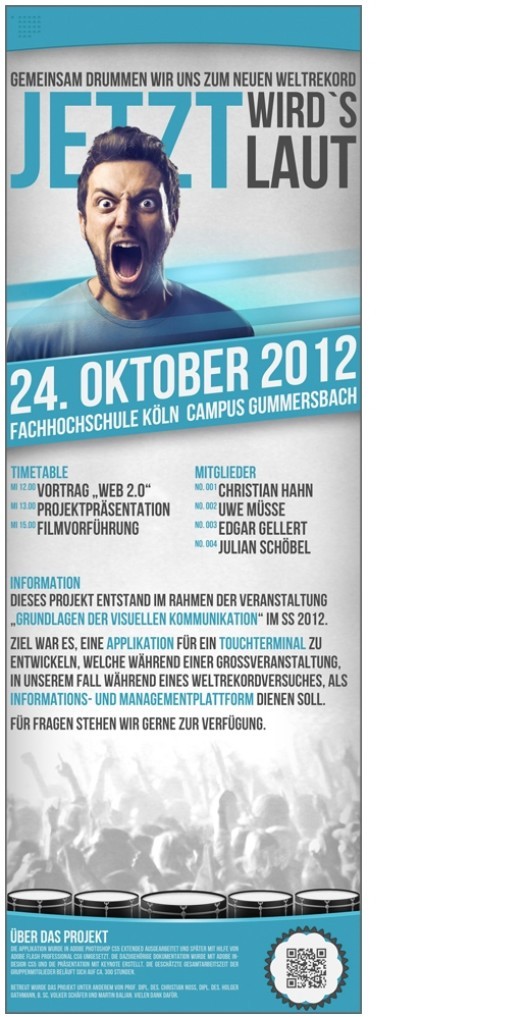 GEMEINSAM DRUMMEN WIR UNS ZUM NEUEN WELTREKORD
JETZT WIRD`S
LAUT
24. OKTOBER 2012
FACHHOCHSCHULE KÖLN CAMPUS GUMMERSBACH
TIMETABLE
MI 12.00 VORTRAG „WEB 2.0“
MI 13.00 PROJEKTPRÄSENTATION
MI 15.00 FILMVORFÜHRUNG
MITGLIEDER
NO. 001 CHRISTIAN HAHN
NO. 002 UWE MÜSSE
NO. 003 EDGAR GELLERT
NO. 004 JULIAN SCHÖBEL
INFORMATION
DIESES PROJEKT ENTSTAND IM RAHMEN DER VERANSTALTUNG
„GRUNDLAGEN DER VISUELLEN KOMMUNIKATION“ IM SS 2012.
ZIEL WAR ES, EINE APPLIKATION FÜR EIN TOUCHTERMINAL ZU
ENTWICKELN, WELCHE WÄHREND EINER GROSSVERANSTALTUNG,
IN UNSEREM FALL WÄHREND EINES WELTREKORDVERSUCHES, ALS
INFORMATIONS- UND MANAGEMENTPLATTFORM DIENEN SOLL.
FÜR FRAGEN STEHEN WIR GERNE ZUR VERFÜGUNG.
ÜBER DAS PROJEKT
DIE APPLIKATION WURDE IN ADOBE PHOTOSHOP CS6 EXTENDED AUSGEARBEITET UND SPÄTER MIT HILFE VON
ADOBE FLASH PROFESSIONAL CS6 UMGESETZT. DIE DAZUGEHÖRIGE DOKUMENTATION WURDE MIT ADOBE IN-
DESIGN CS6 UND DIE PRÄSENTATION MIT KEYNOTE ERSTELLT. DIE GESCHÄTZTE GESAMTARBEITSZEIT DER
GRUPPENMITGLIEDER BELÄUFT SICH AUF CA. 300 STUNDEN.
BETREUT WURDE DAS PROJEKT UNTER ANDEREM VON PROF. DIPL. DES. CHRISTIAN NOSS, DIPL. DES. HOLGER
B. SC. VOLKER SCHÄFER UND MARTIN VIELEN DANK DAFÜR.